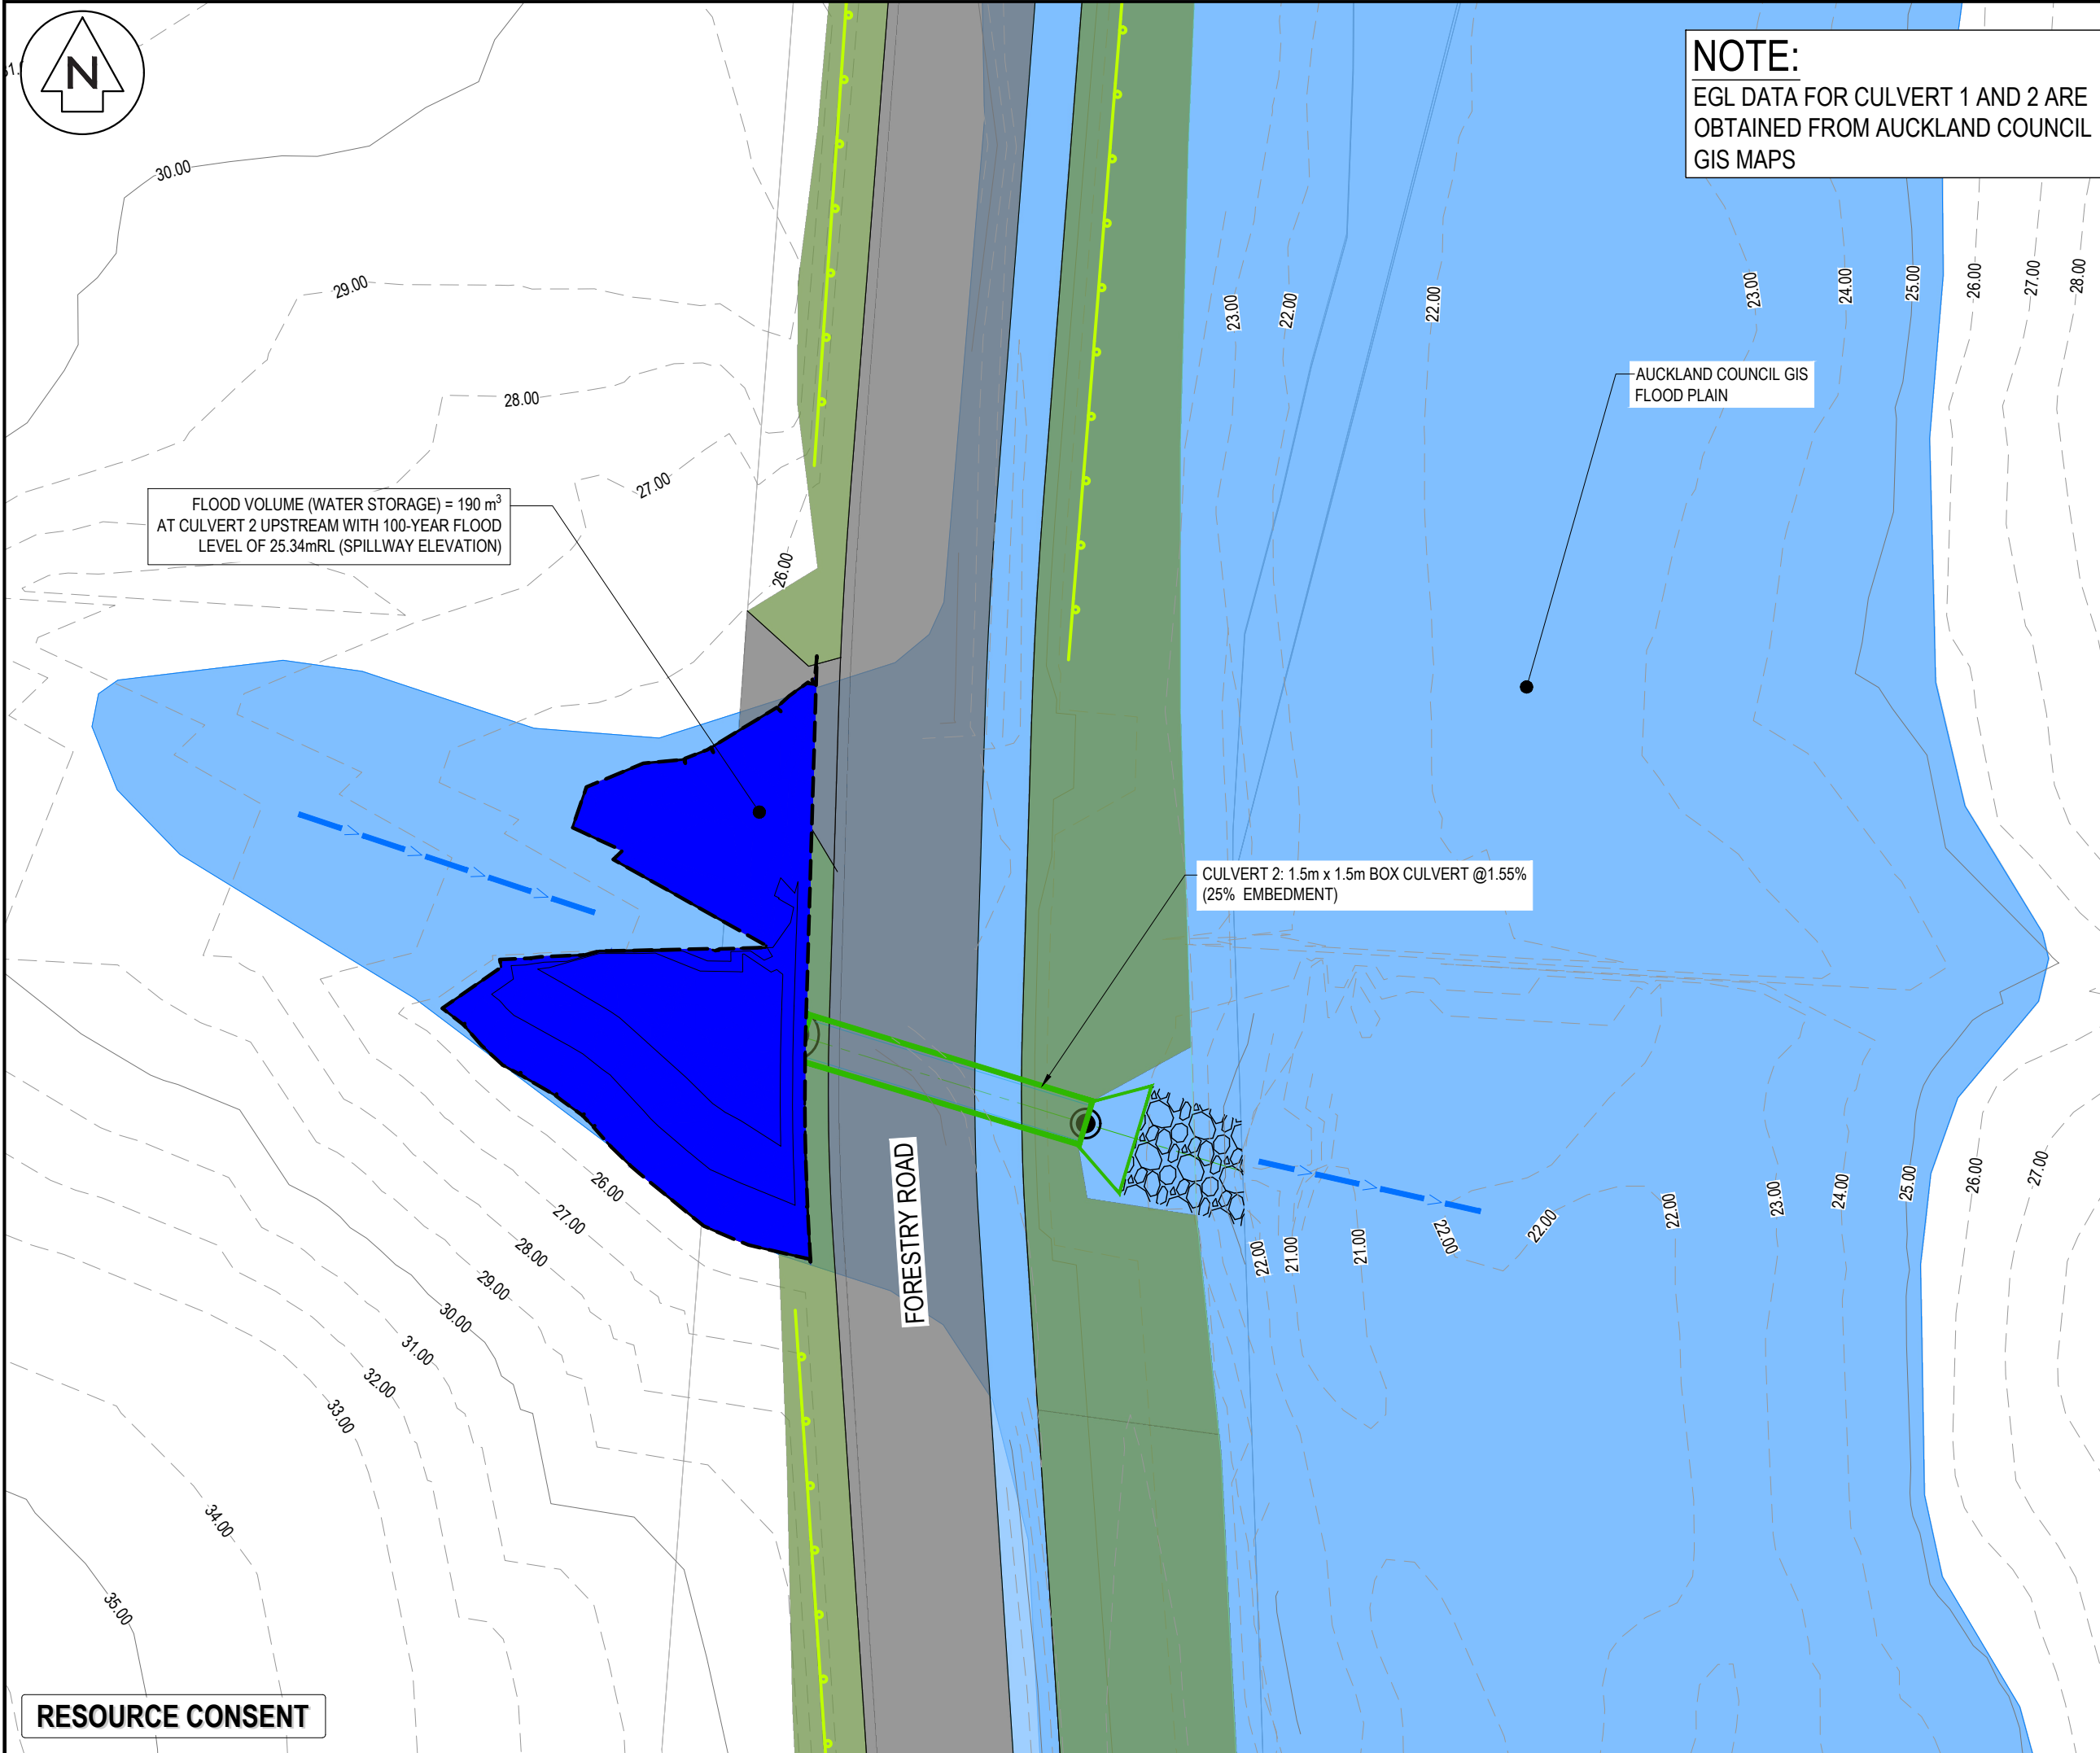 N
NOTE:
EGL DATA FOR CULVERT 1 AND 2 ARE
OBTAINED FROM AUCKLAND COUNCIL
GIS MAPS
30.00
29.00
28.00
27.00
26.00
23.00
22.00
22.00
23.00
24.00
25.00
26.00
27.00
28.00
AUCKLAND COUNCIL GIS
FLOOD PLAIN
FLOOD VOLUME (WATER STORAGE) = 190 m³
AT CULVERT 2 UPSTREAM WITH 100-YEAR FLOOD
LEVEL OF 25.34mRL (SPILLWAY ELEVATION)
CULVERT 2: 1.5m x 1.5m BOX CULVERT @1.55%
(25% EMBEDMENT)
FORESTRY ROAD
26.00
27.00
28.00
29.00
30.00
31.00
32.00
33.00
34.00
35.00
22.00
21.00
21.00
22.00
22.00
22.00
23.00
24.00
25.00
26.00
27.00
RESOURCE CONSENT